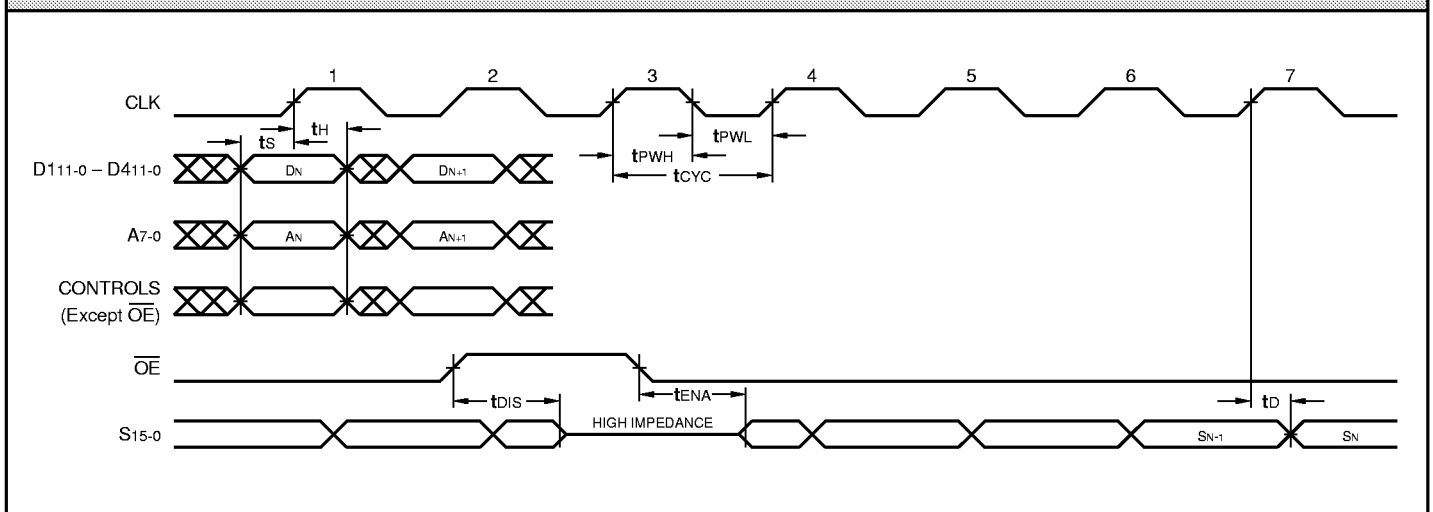 1 2 3 4 5 6 7
CLK
tS tH
tPWL
tPWH
tCYC
D111-0 – D411-0 DN DN+1
A7-0 AN AN+1
CONTROLS
(Except OE)
OE
tDIS tENA tD
S15-0 HIGH IMPEDANCE SN-1 SN